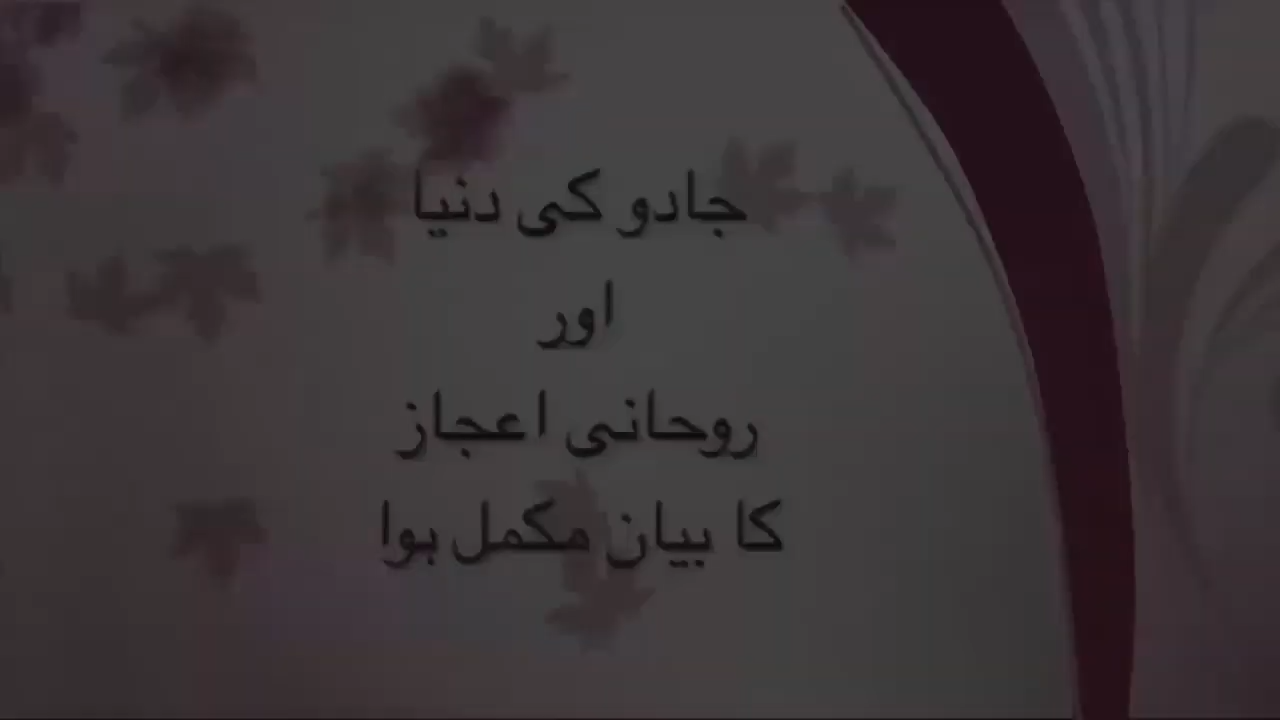 جادو کی دنیا
اور
روحانی اعجاز
کا بیان مکمل ہوا